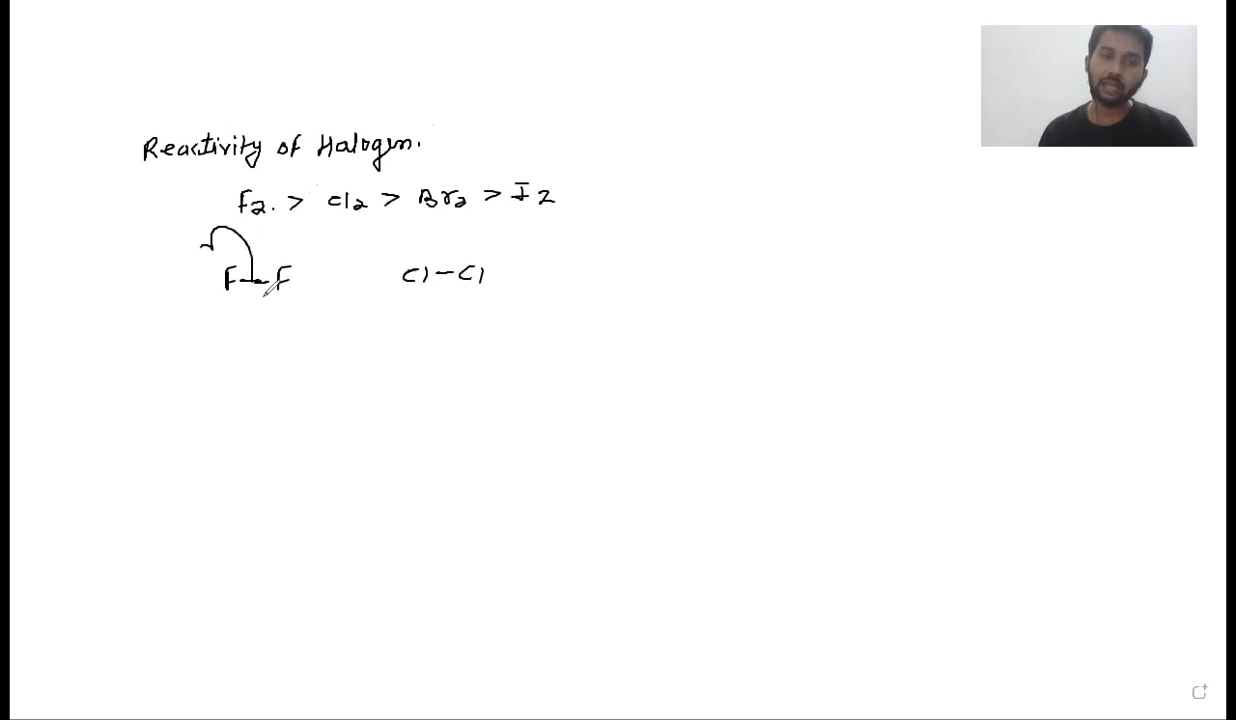 Reactivity of Halogen.
F2. > Cl2 > Br2 > I2
F-F Cl-Cl